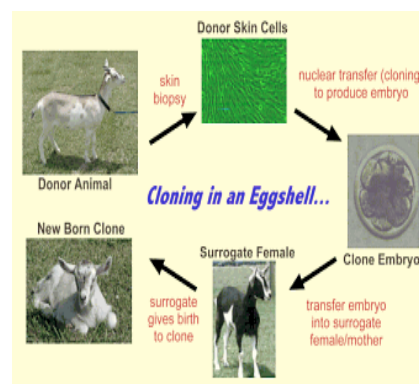 Donor Skin Cells
skin
biopsy
nuclear transfer (cloning)
to produce embryo
Donor Animal
Cloning in an Eggshell...
New Born Clone
Surrogate Female
Clone Embryo
surrogate
gives birth
to clone
transfer embryo
into surrogate
female/mother